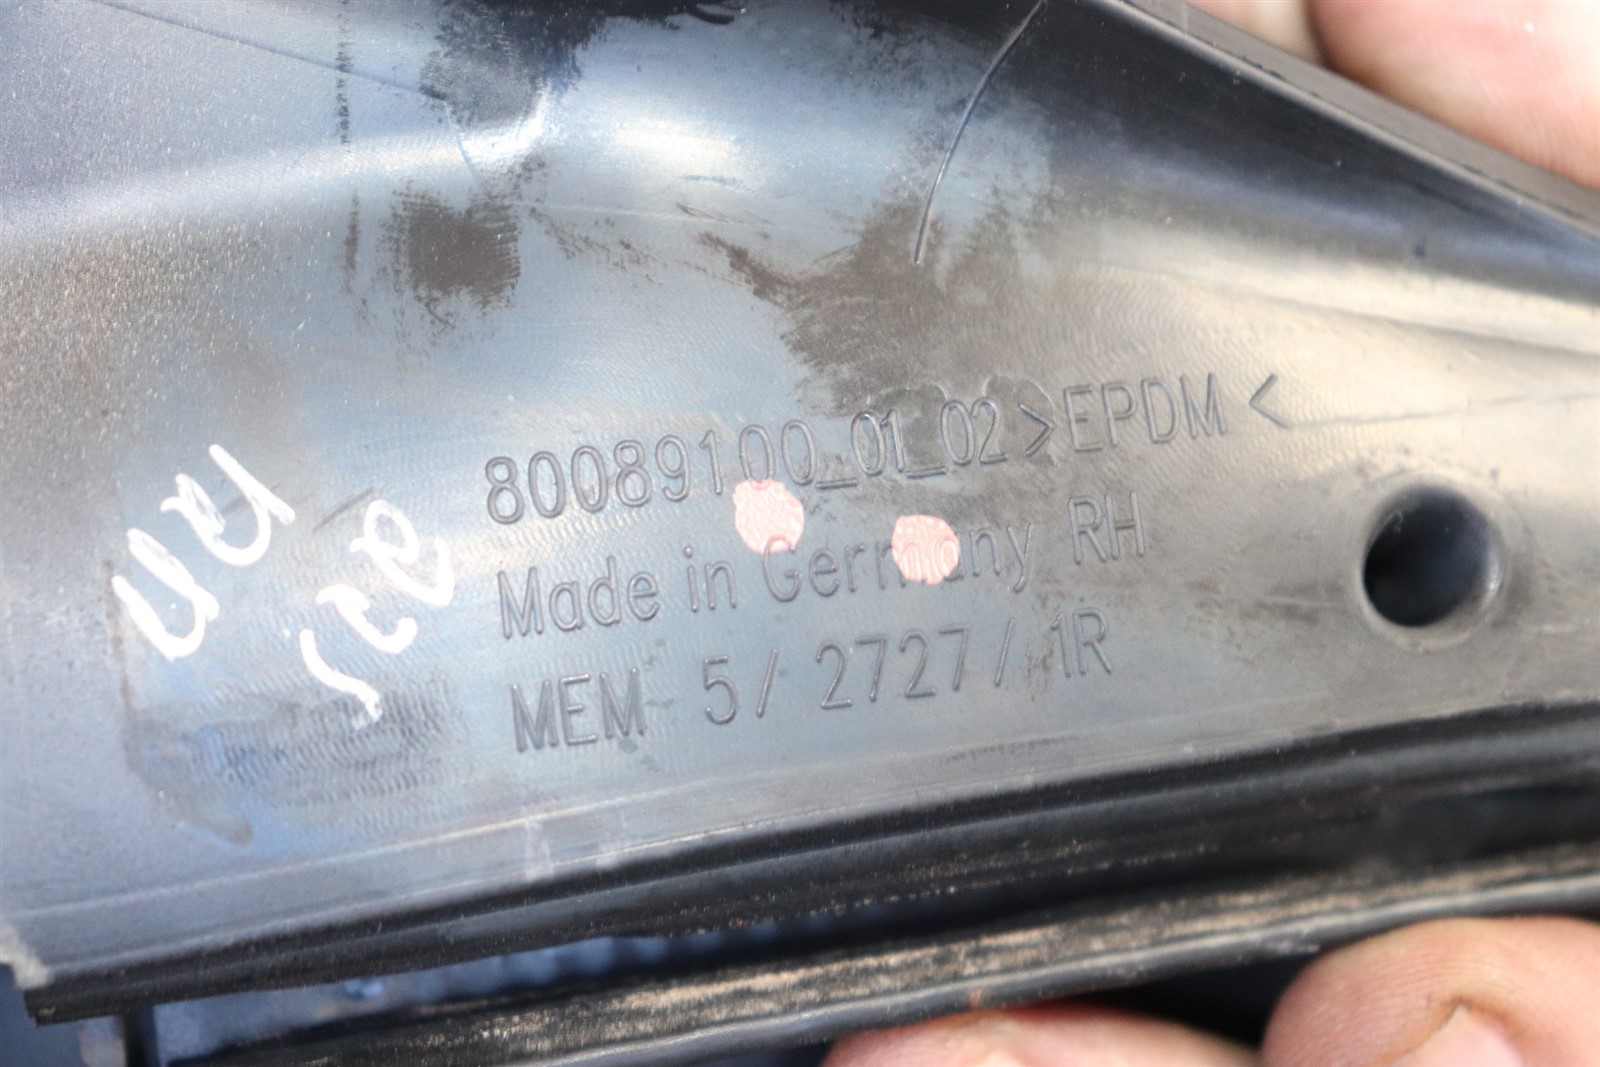 80089100_01_02 >EPDM<
Made in Germany RH
MEM 5/ 2727/ 1R